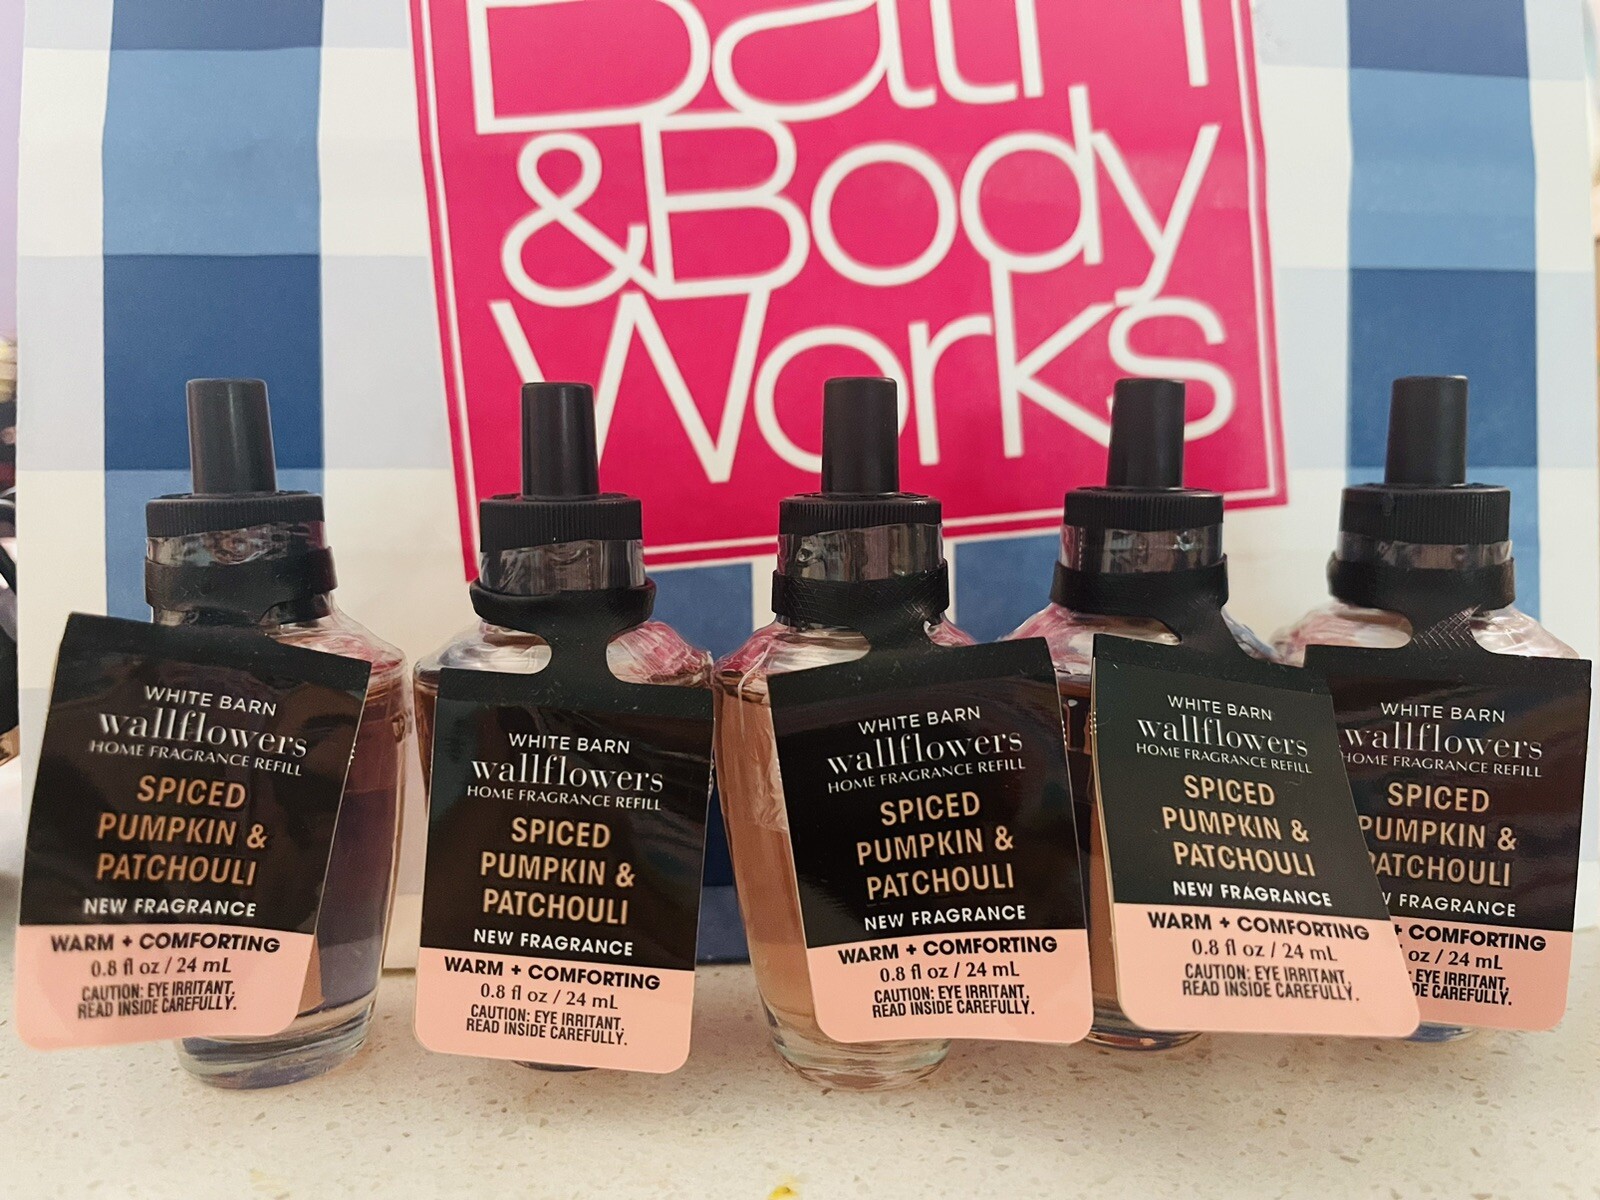 Bath
& Body
Works
WHITE BARN
wallflowers
HOME FRAGRANCE REFILL
SPICED
PUMPKIN &
PATCHOULI
NEW FRAGRANCE
WARM + COMFORTING
0.8 fl oz / 24 mL
CAUTION: EYE IRRITANT,
READ INSIDE CAREFULLY.
WHITE BARN
wallflowers
HOME FRAGRANCE REFILL
SPICED
PUMPKIN &
PATCHOULI
NEW FRAGRANCE
WARM + COMFORTING
0.8 fl oz / 24 mL
CAUTION: EYE IRRITANT,
READ INSIDE CAREFULLY.
WHITE BARN
wallflowers
HOME FRAGRANCE REFILL
SPICED
PUMPKIN &
PATCHOULI
NEW FRAGRANCE
WARM + COMFORTING
0.8 fl oz / 24 mL
CAUTION: EYE IRRITANT,
READ INSIDE CAREFULLY.
WHITE BARN
wallflowers
HOME FRAGRANCE REFILL
SPICED
PUMPKIN &
PATCHOULI
NEW FRAGRANCE
WARM + COMFORTING
0.8 fl oz / 24 mL
CAUTION: EYE IRRITANT,
READ INSIDE CAREFULLY.
WHITE BARN
wallflowers
HOME FRAGRANCE REFILL
SPICED
PUMPKIN &
PATCHOULI
FRAGRANCE
+ COMFORTING
oz / 24 mL
EYE IRRITANT,
CAREFULLY.